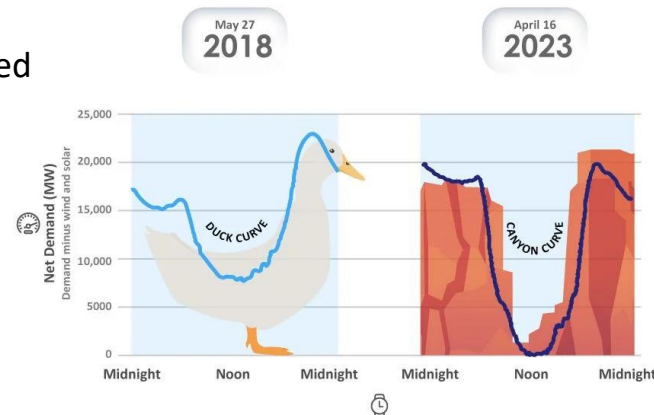 May 27
2018
April 16
2023
ed
25,000
20,000
15,000
10,000
5000
0
Net Demand (MW)
Demand minus wind and solar
DUCK CURVE
CANYON CURVE
Midnight
Noon
Midnight
Midnight
Noon
Midnight